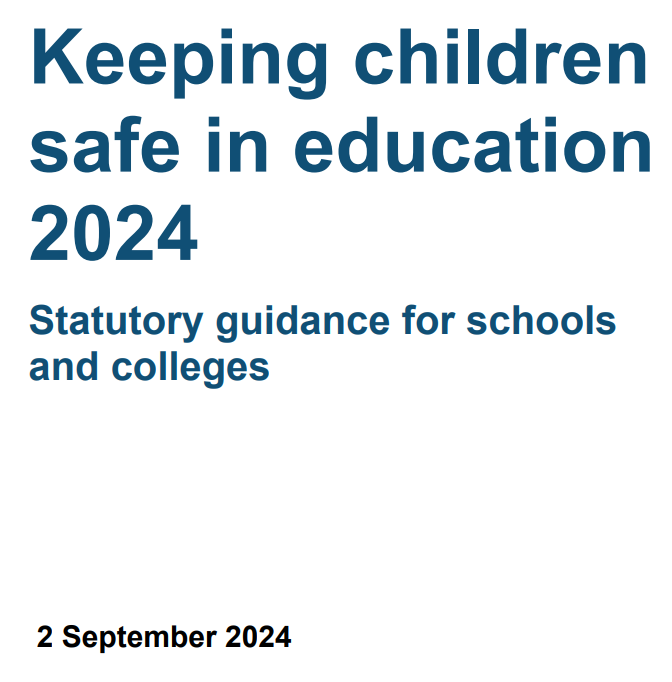 Keeping children
safe in education
2024
Statutory guidance for schools
and colleges
2 September 2024